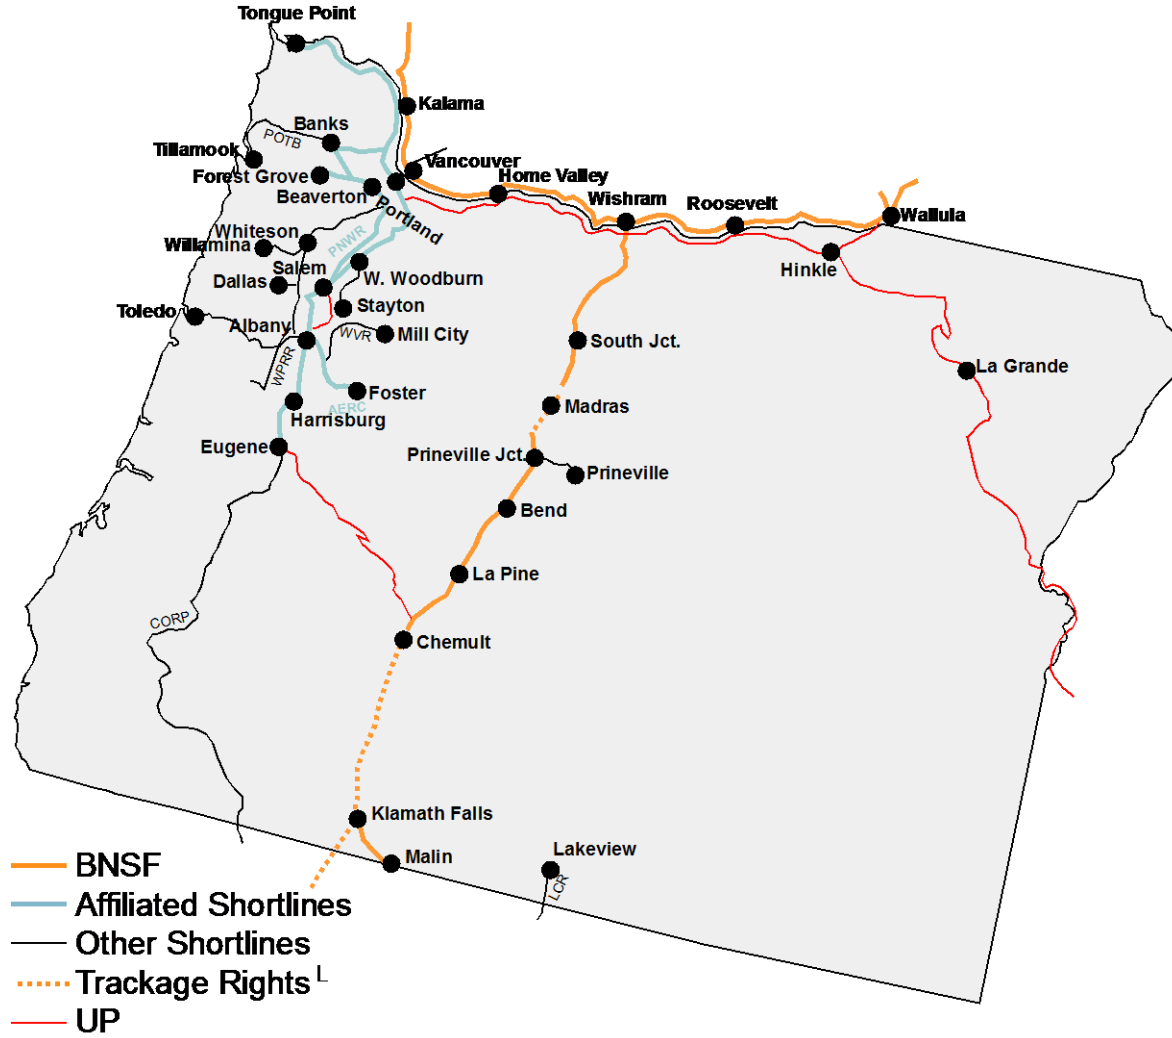 Tongue Point
Kalama
Banks
POTB
Tillamook
Vancouver
Forest Grove
Home Valley
Beaverton
Portland
Wishram
Roosevelt
Wallula
Whiteson
Willamina
PNWR
Salem
Hinkle
Dallas
W. Woodburn
Toledo
Stayton
Albany
WVR
Mill City
South Jct.
WPRR
La Grande
Foster
AERC
Harrisburg
Madras
Eugene
Prineville Jct.
Prineville
Bend
La Pine
CORP
Chemult
Klamath Falls
Malin
Lakeview
LCR
BNSF
Affiliated Shortlines
Other Shortlines
Trackage Rights L
UP